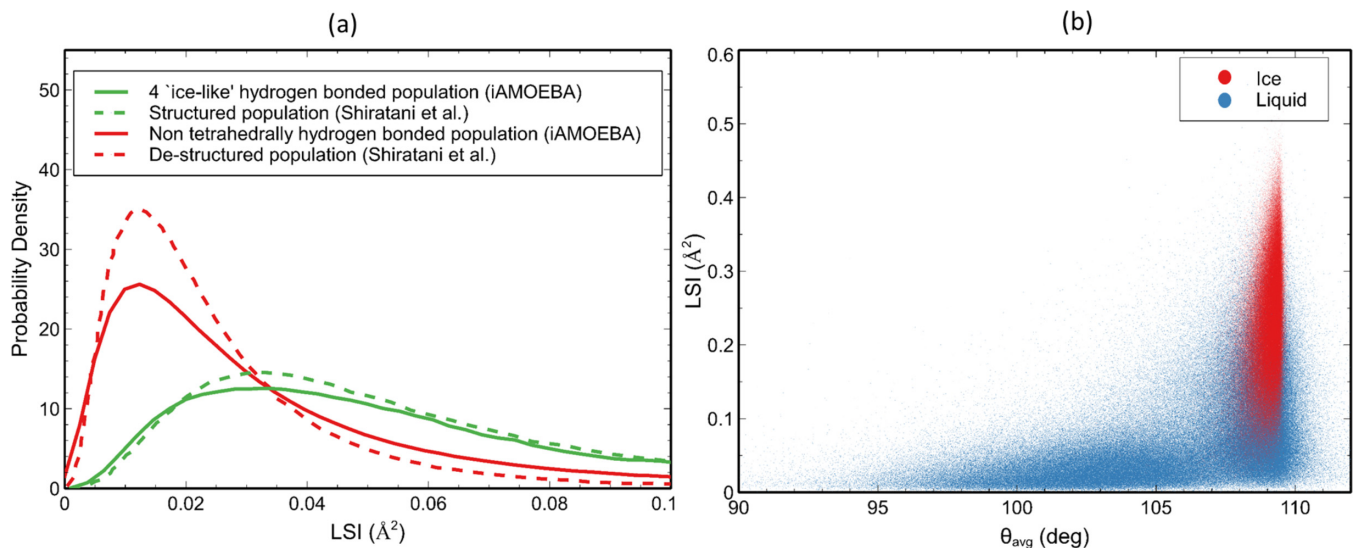 (a)
4 `ice-like' hydrogen bonded population (iAMOEBA)
Structured population (Shiratani et al.)
Non tetrahedrally hydrogen bonded population (iAMOEBA)
De-structured population (Shiratani et al.)
Probability Density
50
40
30
20
10
0
0
0.02
0.04
0.06
0.08
0.1
LSI (Å²)
(b)
Ice
Liquid
LSI (Å²)
0.6
0.5
0.4
0.3
0.2
0.1
0
90
95
100
105
110
θavg (deg)